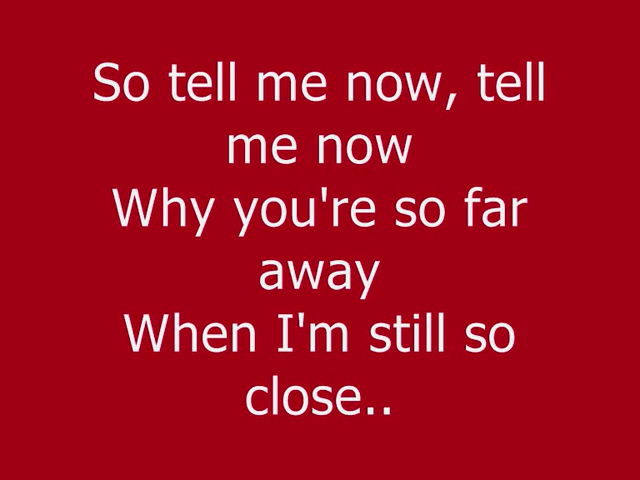 So tell me now, tell
me now
Why you're so far
away
When I'm still so
close..